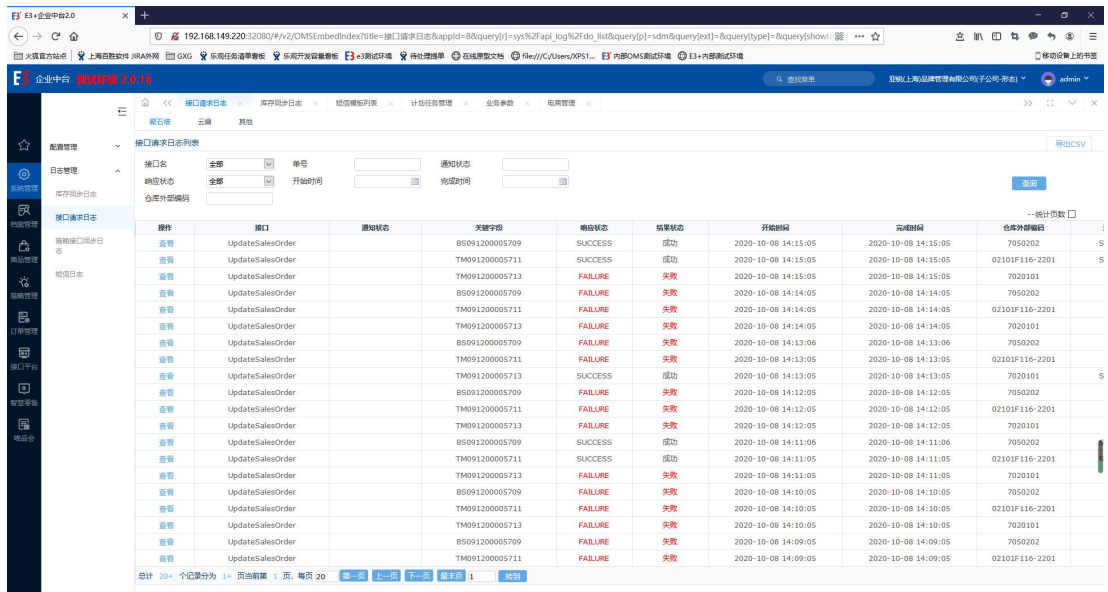 E3+企业中台2.0
192.168.149.220:32080/#/v2/OMSEmbedIndex?title=接口请求日志&appId=8&query[r]=sys%2Fapi_log%2Fdo_list&query[p]=sdm&query[ext]=&query[type]=&query[show
火狐官方站点 上海百胜软件 JIRA外网 GXG 乐观任务清单看板 乐观开发容量看板 e3测试环境 待处理提单 在线原型文档 file:///C:/Users/XPS1... 内部OMS测试环境 E3+内部测试环境 移动设备上的书签
E3 企业中台 测试环境 2.0.16 查找菜单 亚锐(上海)品牌管理有限公司(子公司-形态) admin
接口请求日志 库存同步日志 短信模板列表 计划任务管理 业务参数 电商管理
星石塔 云仓 其他
配置管理 接口请求日志列表 导出CSV
接口名 全部 单号 通知状态
系统管理 日志管理 响应状态 全部 开始时间 完成时间 查询
库存同步日志 仓库外部编码
档案管理 接口请求日志 --统计页数
操作 接口 通知状态 关键字段 响应状态 结果状态 开始时间 完成时间 仓库外部编码
商品管理 策略接口同步日志 查看 UpdateSalesOrder BS091200005709 SUCCESS 成功 2020-10-08 14:15:05 2020-10-08 14:15:05 7050202 S
查看 UpdateSalesOrder TM091200005711 SUCCESS 成功 2020-10-08 14:15:05 2020-10-08 14:15:05 02101F116-2201 S
短信日志 查看 UpdateSalesOrder TM091200005713 FAILURE 失败 2020-10-08 14:15:05 2020-10-08 14:15:05 7020101
策略管理 查看 UpdateSalesOrder BS091200005709 FAILURE 失败 2020-10-08 14:14:05 2020-10-08 14:14:05 7050202
查看 UpdateSalesOrder TM091200005711 FAILURE 失败 2020-10-08 14:14:05 2020-10-08 14:14:05 02101F116-2201
订单管理 查看 UpdateSalesOrder TM091200005713 FAILURE 失败 2020-10-08 14:14:05 2020-10-08 14:14:05 7020101
查看 UpdateSalesOrder BS091200005709 FAILURE 失败 2020-10-08 14:13:06 2020-10-08 14:13:06 7050202
接口平台 查看 UpdateSalesOrder TM091200005711 FAILURE 失败 2020-10-08 14:13:05 2020-10-08 14:13:05 02101F116-2201
查看 UpdateSalesOrder TM091200005713 SUCCESS 成功 2020-10-08 14:13:05 2020-10-08 14:13:05 7020101 S
智慧零售 查看 UpdateSalesOrder BS091200005709 FAILURE 失败 2020-10-08 14:12:05 2020-10-08 14:12:05 7050202
查看 UpdateSalesOrder TM091200005711 FAILURE 失败 2020-10-08 14:12:05 2020-10-08 14:12:05 02101F116-2201
查看 UpdateSalesOrder TM091200005713 FAILURE 失败 2020-10-08 14:12:05 2020-10-08 14:12:05 7020101
唯品会 查看 UpdateSalesOrder BS091200005709 SUCCESS 成功 2020-10-08 14:11:06 2020-10-08 14:11:06 7050202
查看 UpdateSalesOrder TM091200005711 SUCCESS 成功 2020-10-08 14:11:05 2020-10-08 14:11:05 02101F116-2201
查看 UpdateSalesOrder TM091200005713 FAILURE 失败 2020-10-08 14:11:05 2020-10-08 14:11:05 7020101
查看 UpdateSalesOrder BS091200005709 FAILURE 失败 2020-10-08 14:10:05 2020-10-08 14:10:05 7050202
查看 UpdateSalesOrder TM091200005711 FAILURE 失败 2020-10-08 14:10:05 2020-10-08 14:10:05 02101F116-2201
查看 UpdateSalesOrder TM091200005713 FAILURE 失败 2020-10-08 14:10:05 2020-10-08 14:10:05 7020101
查看 UpdateSalesOrder BS091200005709 FAILURE 失败 2020-10-08 14:09:05 2020-10-08 14:09:05 7050202
查看 UpdateSalesOrder TM091200005711 FAILURE 失败 2020-10-08 14:09:05 2020-10-08 14:09:05 02101F116-2201
总计 20+ 个记录分为 1+ 页当前第 1 页, 每页 20 第一页 上一页 下一页 最末页 1 转到